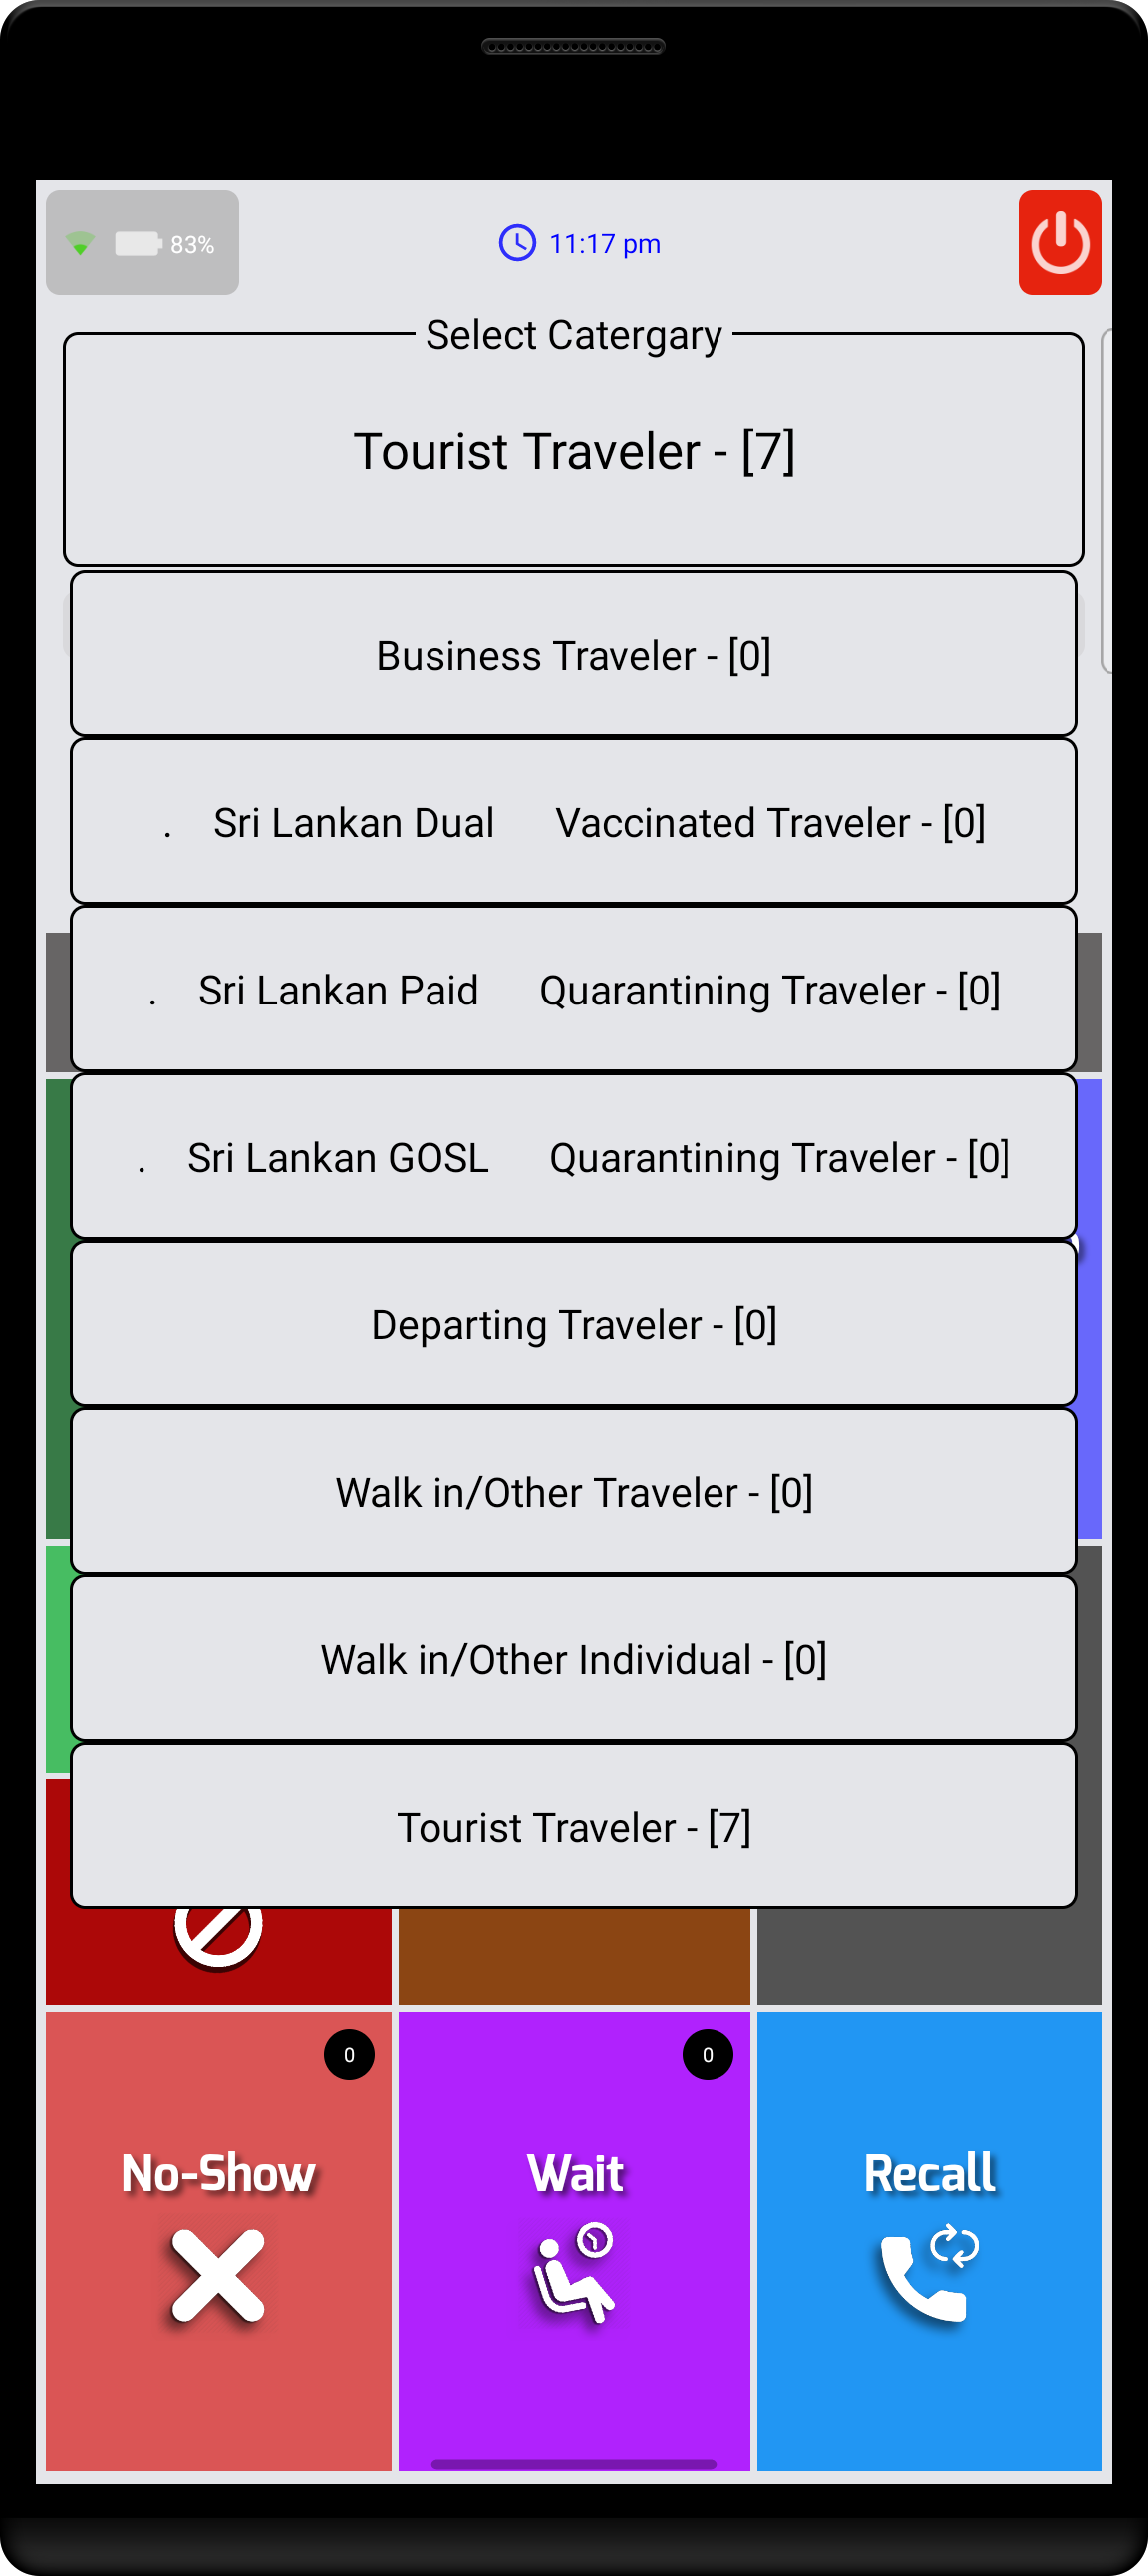 83%
11:17 pm
Select Catergary
Tourist Traveler - [7]
Business Traveler - [0]
. Sri Lankan Dual Vaccinated Traveler - [0]
. Sri Lankan Paid Quarantining Traveler - [0]
. Sri Lankan GOSL Quarantining Traveler - [0]
Departing Traveler - [0]
Walk in/Other Traveler - [0]
Walk in/Other Individual - [0]
Tourist Traveler - [7]
0
0
No-Show
Wait
Recall